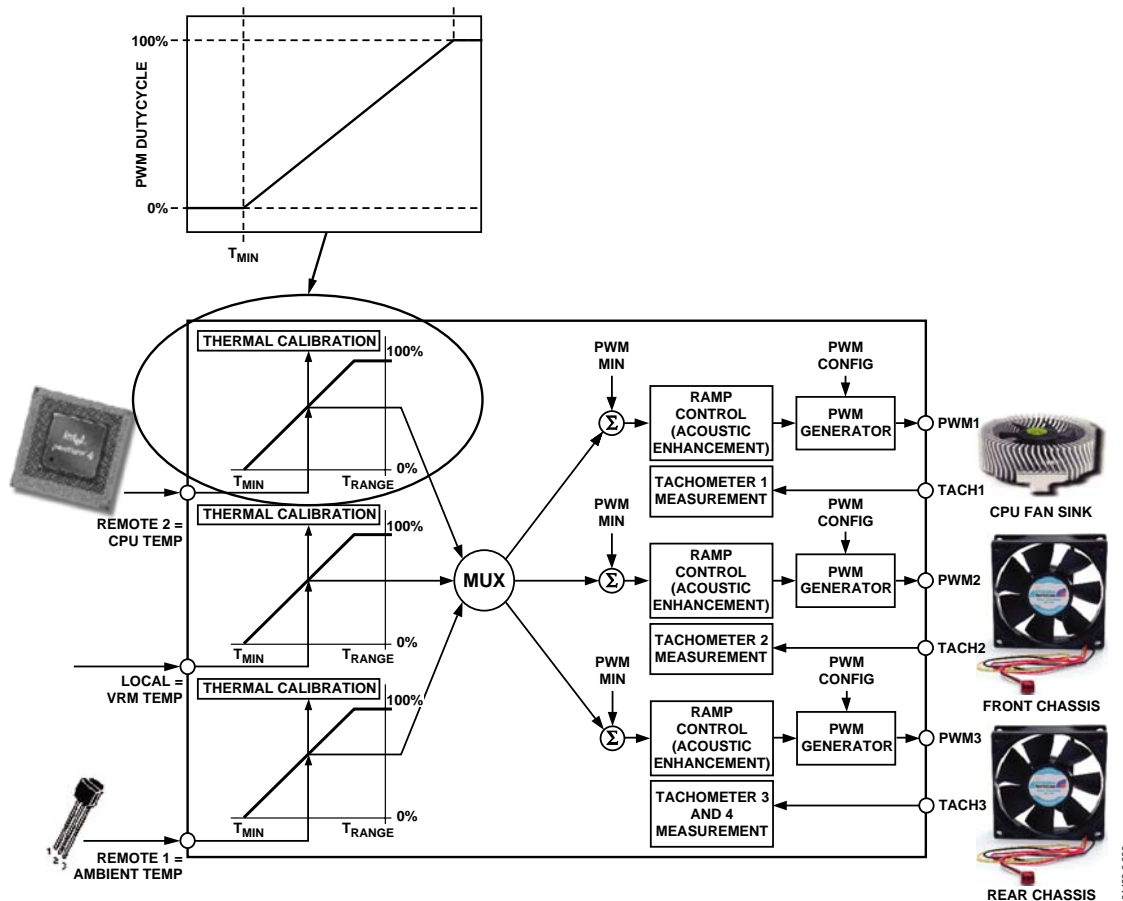 100%
PWM DUTYCYCLE
0%
TMIN
THERMAL CALIBRATION
100%
0%
TMIN
TRANGE
REMOTE 2 =
CPU TEMP
THERMAL CALIBRATION
100%
0%
TMIN
TRANGE
LOCAL =
VRM TEMP
THERMAL CALIBRATION
100%
0%
TMIN
TRANGE
REMOTE 1 =
AMBIENT TEMP
1
2
3
intel
MUX
PWM
MIN
Σ
RAMP
CONTROL
(ACOUSTIC
ENHANCEMENT)
PWM
CONFIG
PWM
GENERATOR
PWM1
TACHOMETER 1
MEASUREMENT
TACH1
CPU FAN SINK
PWM
MIN
Σ
RAMP
CONTROL
(ACOUSTIC
ENHANCEMENT)
PWM
CONFIG
PWM
GENERATOR
PWM2
TACHOMETER 2
MEASUREMENT
TACH2
FRONT CHASSIS
PWM
MIN
Σ
RAMP
CONTROL
(ACOUSTIC
ENHANCEMENT)
PWM
CONFIG
PWM
GENERATOR
PWM3
TACHOMETER 3
AND 4
MEASUREMENT
TACH3
REAR CHASSIS